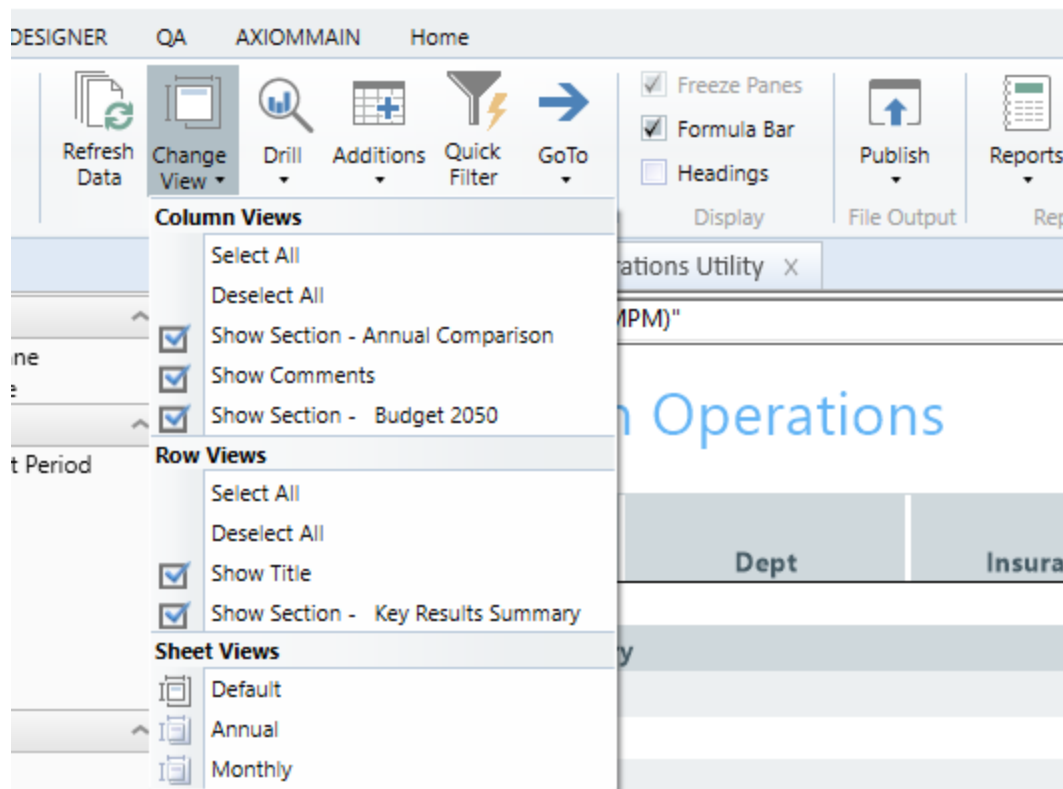 DESIGNER QA AXIOMMAIN Home
Refresh Data
Change View
Drill
Additions
Quick Filter
GoTo
Freeze Panes
Formula Bar
Headings
Display
Publish
File Output
Reports
Rep
Column Views
Select All
Deselect All
Show Section - Annual Comparison
Show Comments
Show Section - Budget 2050
Row Views
Select All
Deselect All
Show Title
Show Section - Key Results Summary
Sheet Views
Default
Annual
Monthly
ations Utility X
MPM)"
n Operations
Dept
Insura
y
ne
e
t Period